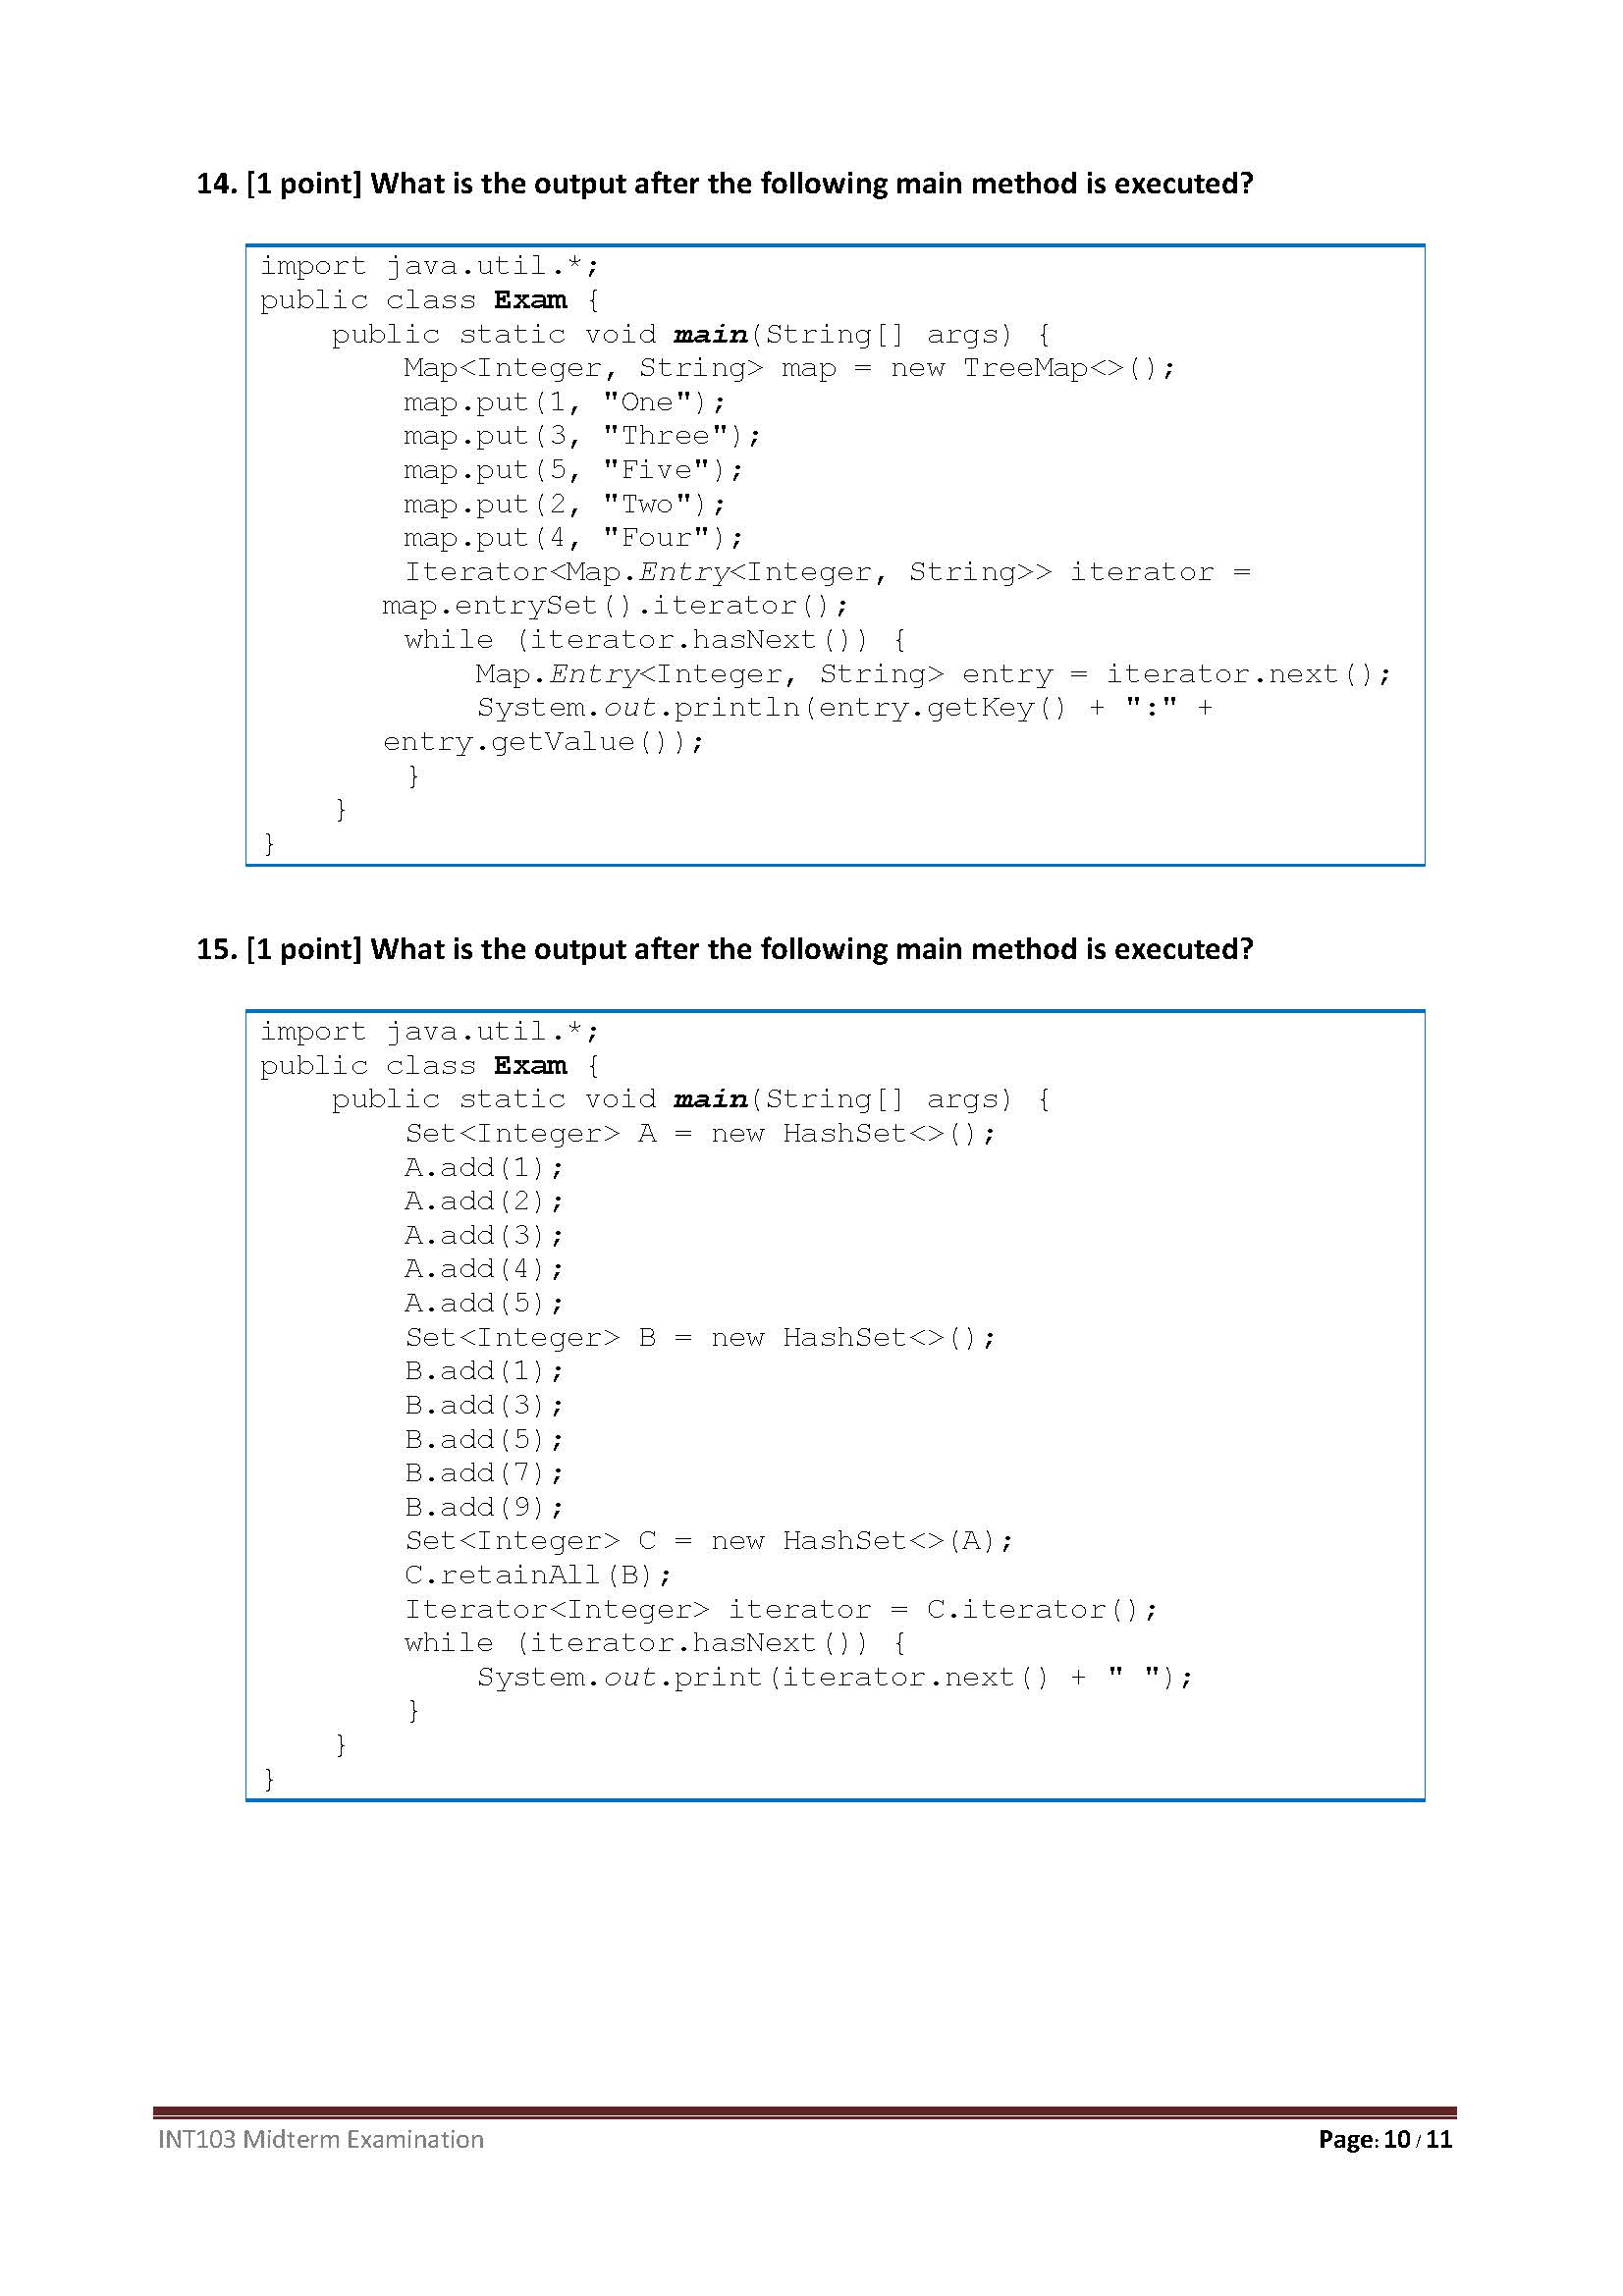 14. [1 point] What is the output after the following main method is executed?
import java.util.*;
public class Exam {
    public static void main(String[] args) {
        Map<Integer, String> map = new TreeMap<>();
        map.put(1, "One");
        map.put(3, "Three");
        map.put(5, "Five");
        map.put(2, "Two");
        map.put(4, "Four");
        Iterator<Map.Entry<Integer, String>> iterator =
       map.entrySet().iterator();
        while (iterator.hasNext()) {
            Map.Entry<Integer, String> entry = iterator.next();
            System.out.println(entry.getKey() + ":" +
       entry.getValue());
        }
    }
}
15. [1 point] What is the output after the following main method is executed?
import java.util.*;
public class Exam {
    public static void main(String[] args) {
        Set<Integer> A = new HashSet<>();
        A.add(1);
        A.add(2);
        A.add(3);
        A.add(4);
        A.add(5);
        Set<Integer> B = new HashSet<>();
        B.add(1);
        B.add(3);
        B.add(5);
        B.add(7);
        B.add(9);
        Set<Integer> C = new HashSet<>(A);
        C.retainAll(B);
        Iterator<Integer> iterator = C.iterator();
        while (iterator.hasNext()) {
            System.out.print(iterator.next() + " ");
        }
    }
}
INT103 Midterm Examination Page: 10 / 11